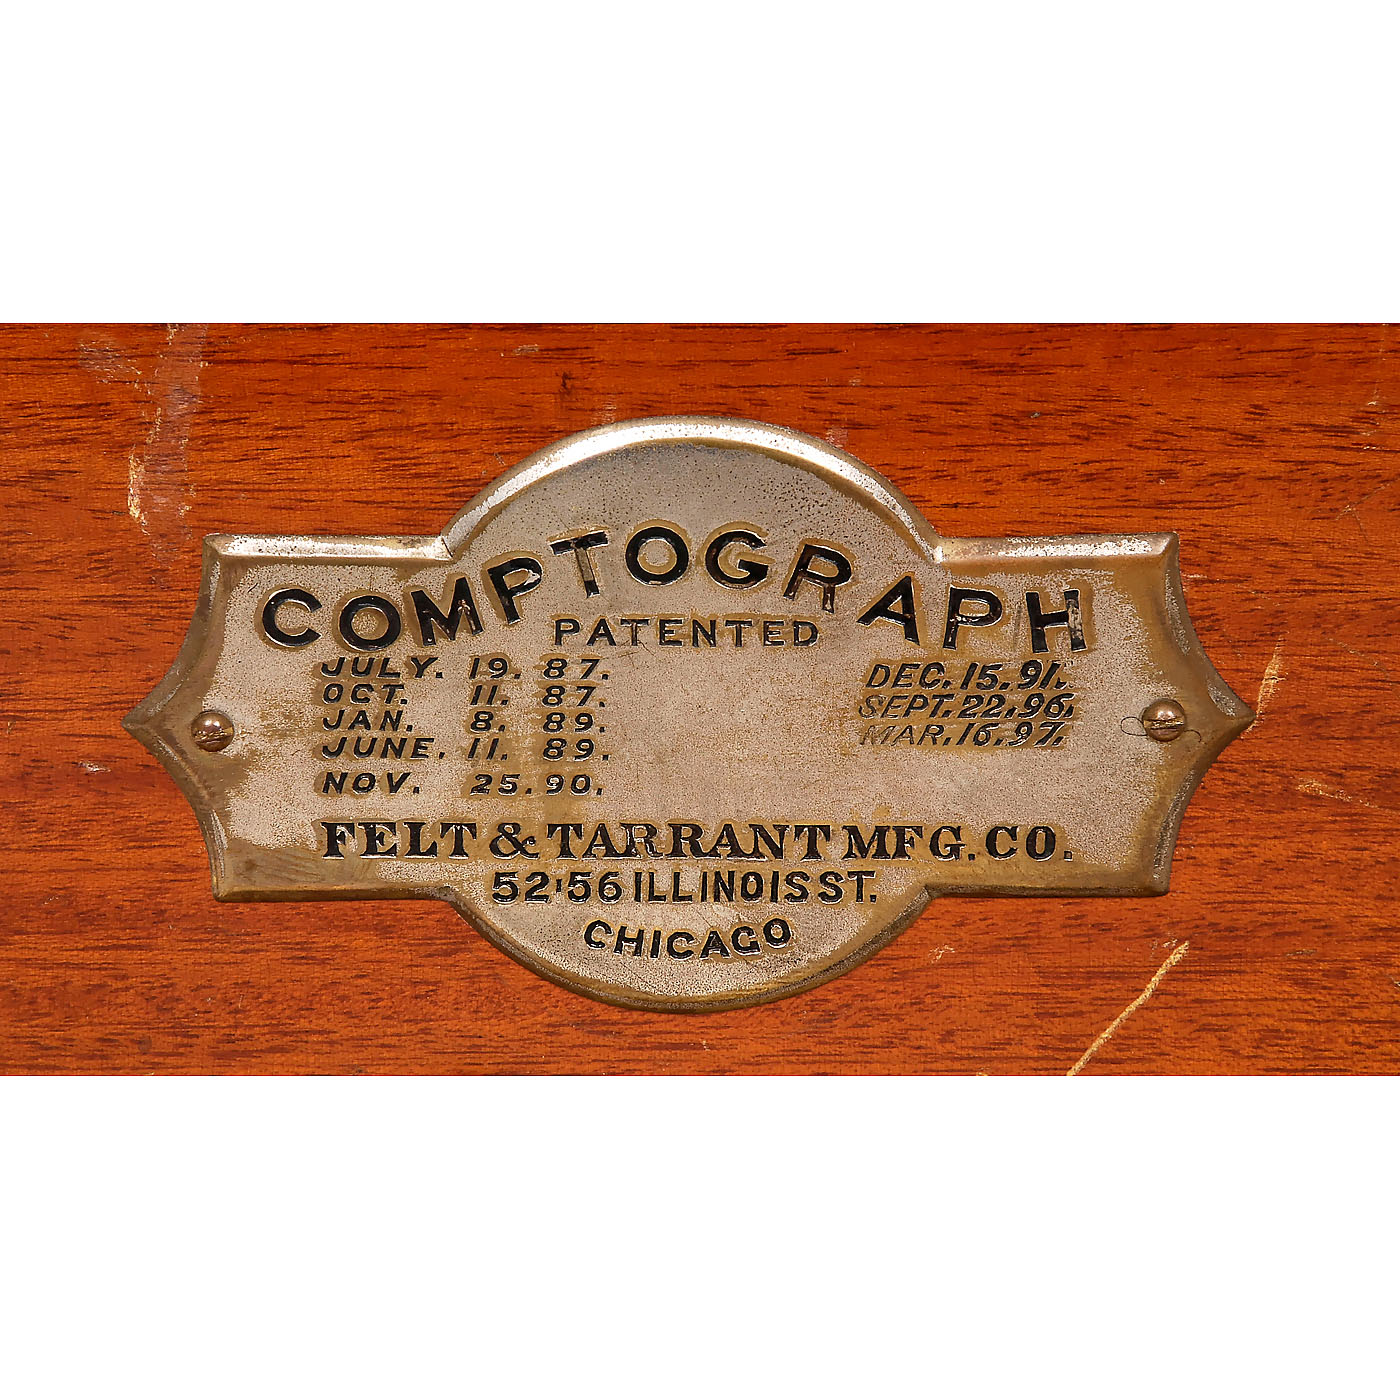 COMPTOGRAPH
PATENTED
JULY. 19. 87.
OCT. 11. 87.
JAN. 8. 89.
JUNE. 11. 89.
NOV. 25. 90.
DEC. 15. 91.
SEPT. 22. 96.
MAR. 16. 97.
FELT & TARRANT MFG. CO.
52-56 ILLINOIS ST.
CHICAGO